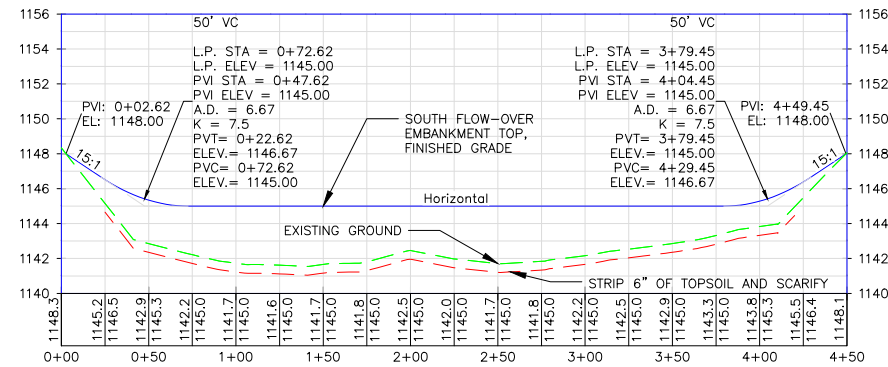 1156
1154
1152
1150
1148
1146
1144
1142
1140
50' VC
L.P. STA = 0+72.62
L.P. ELEV = 1145.00
PVI STA = 0+47.62
PVI ELEV = 1145.00
A.D. = 6.67
K = 7.5
PVT= 0+22.62
ELEV.= 1146.67
PVC= 0+72.62
ELEV.= 1145.00
PVI: 0+02.62
EL: 1148.00
15:1
SOUTH FLOW-OVER
EMBANKMENT TOP,
FINISHED GRADE
Horizontal
EXISTING GROUND
STRIP 6" OF TOPSOIL AND SCARIFY
50' VC
L.P. STA = 3+79.45
L.P. ELEV = 1145.00
PVI STA = 4+04.45
PVI ELEV = 1145.00
A.D. = 6.67
K = 7.5
PVT= 3+79.45
ELEV.= 1145.00
PVC= 4+29.45
ELEV.= 1146.67
PVI: 4+49.45
EL: 1148.00
15:1
1156
1154
1152
1150
1148
1146
1144
1142
1140
1148.3
1145.2
1146.5
1142.9
1145.3
1142.2
1145.0
1141.7
1145.0
1141.6
1145.0
1141.7
1145.0
1141.8
1145.0
1142.5
1145.0
1142.0
1145.0
1141.7
1145.0
1141.8
1145.0
1142.2
1145.0
1142.5
1145.0
1142.9
1145.0
1143.3
1145.0
1143.8
1145.3
1145.5
1146.4
1148.1
0+00
0+50
1+00
1+50
2+00
2+50
3+00
3+50
4+00
4+50